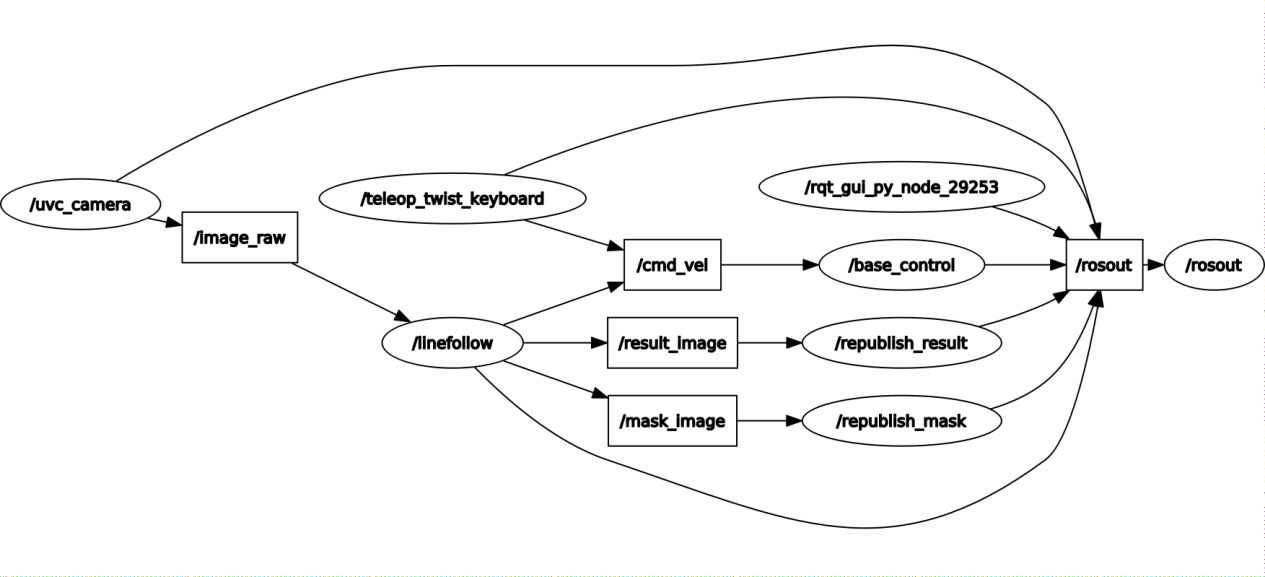 /uvc_camera
/image_raw
/teleop_twist_keyboard
/linefollow
/cmd_vel
/result_image
/mask_image
/rqt_gui_py_node_29253
/base_control
/republish_result
/republish_mask
/rosout
/rosout